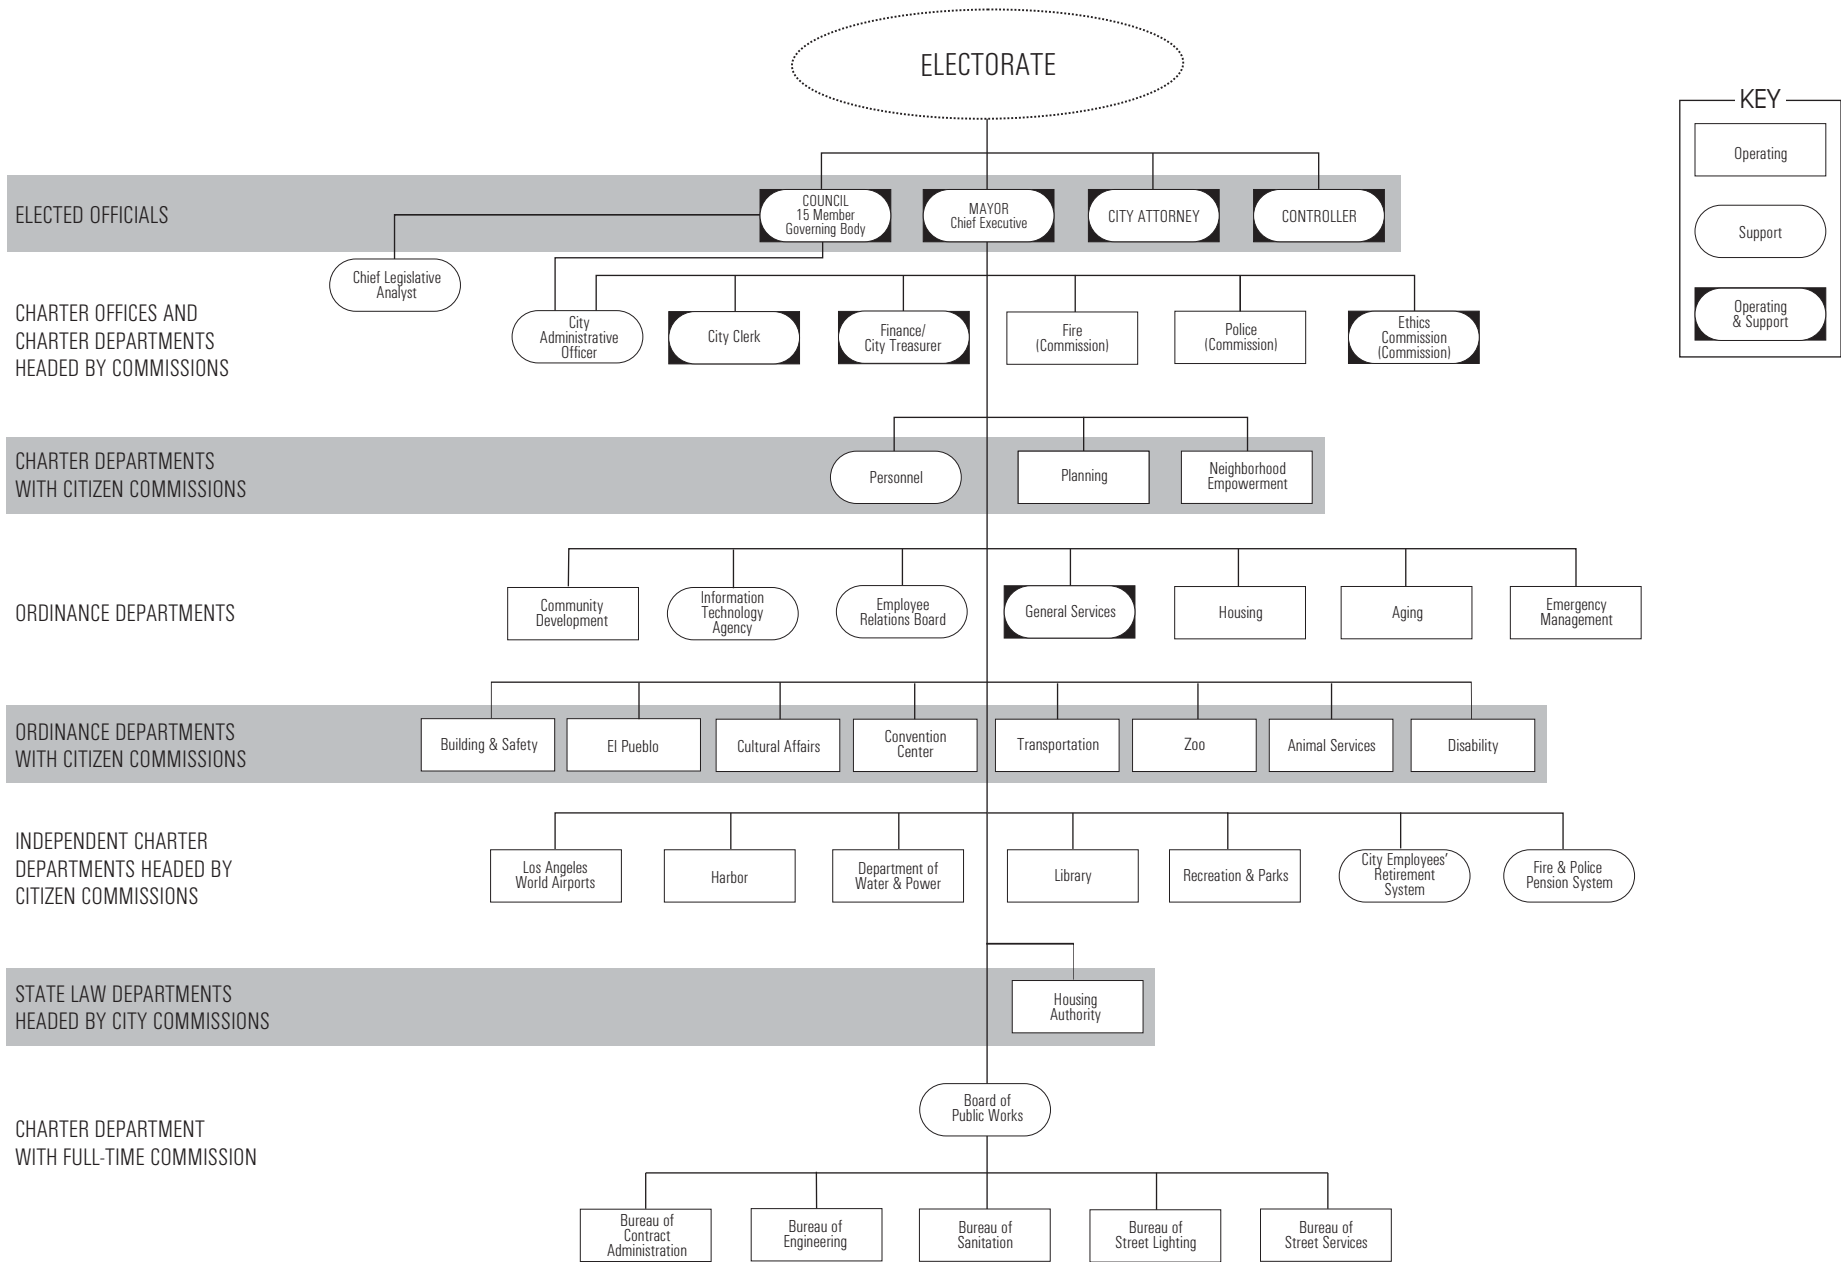 ELECTORATE
KEY
Operating
Support
Operating
& Support
ELECTED OFFICIALS
COUNCIL
15 Member
Governing Body
MAYOR
Chief Executive
CITY ATTORNEY
CONTROLLER
Chief Legislative
Analyst
CHARTER OFFICES AND
CHARTER DEPARTMENTS
HEADED BY COMMISSIONS
City
Administrative
Officer
City Clerk
Finance/
City Treasurer
Fire
(Commission)
Police
(Commission)
Ethics
Commission
(Commission)
CHARTER DEPARTMENTS
WITH CITIZEN COMMISSIONS
Personnel
Planning
Neighborhood
Empowerment
ORDINANCE DEPARTMENTS
Community
Development
Information
Technology
Agency
Employee
Relations Board
General Services
Housing
Aging
Emergency
Management
ORDINANCE DEPARTMENTS
WITH CITIZEN COMMISSIONS
Building & Safety
El Pueblo
Cultural Affairs
Convention
Center
Transportation
Zoo
Animal Services
Disability
INDEPENDENT CHARTER
DEPARTMENTS HEADED BY
CITIZEN COMMISSIONS
Los Angeles
World Airports
Harbor
Department of
Water & Power
Library
Recreation & Parks
City Employees'
Retirement
System
Fire & Police
Pension System
STATE LAW DEPARTMENTS
HEADED BY CITY COMMISSIONS
Housing
Authority
CHARTER DEPARTMENT
WITH FULL-TIME COMMISSION
Board of
Public Works
Bureau of
Contract
Administration
Bureau of
Engineering
Bureau of
Sanitation
Bureau of
Street Lighting
Bureau of
Street Services